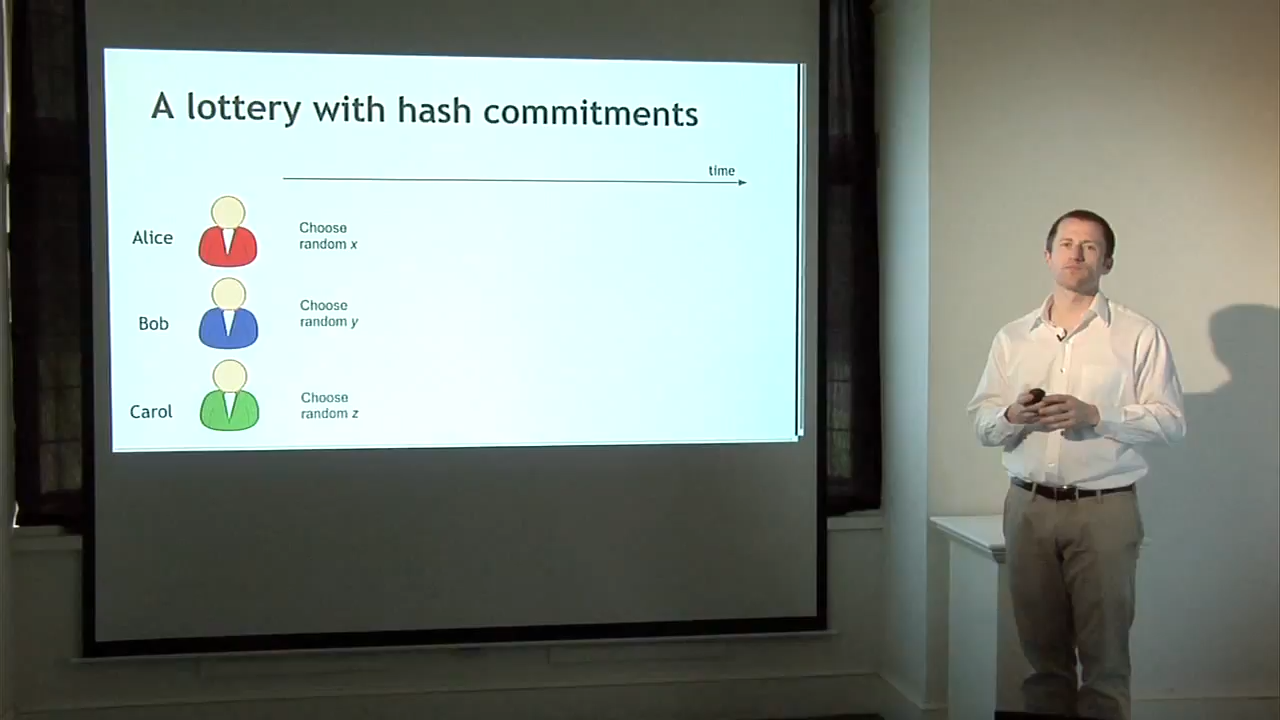 A lottery with hash commitments
time
Alice
Choose
random x
Bob
Choose
random y
Carol
Choose
random z